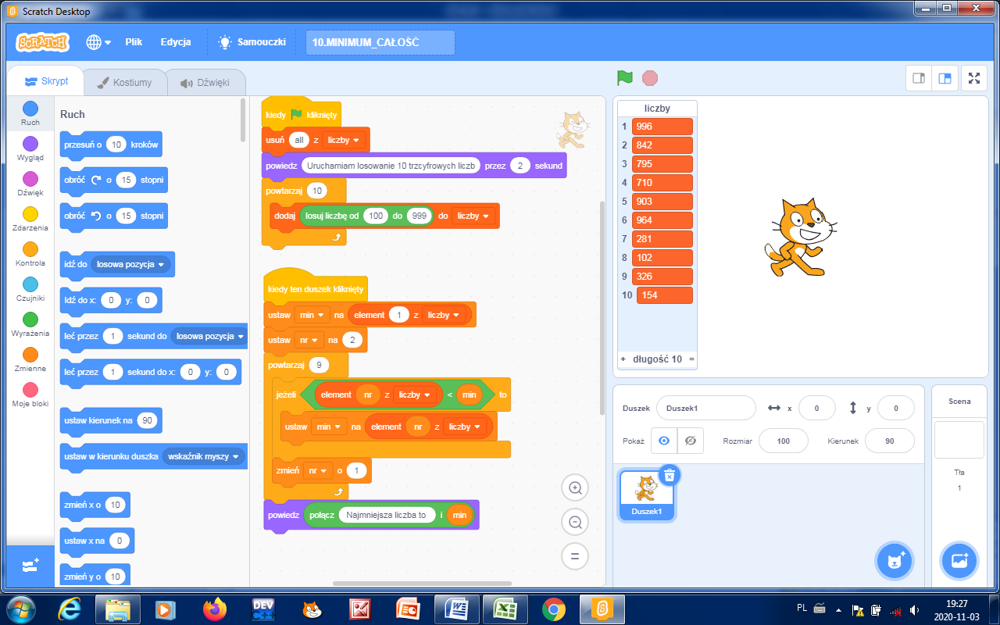 Scratch Desktop
SCRATCH Plik Edycja Samouczki 10.MINIMUM_CAŁOŚĆ
Skrypt Kostiumy Dźwięki
Ruch
Wygląd
Dźwięk
Zdarzenia
Kontrola
Czujniki
Wyrażenia
Zmienne
Moje bloki
Ruch
przesuń o 10 kroków
obróć o 15 stopni
obróć o 15 stopni
idź do losowa pozycja
Idź do x: 0 y: 0
leć przez 1 sekund do losowa pozycja
leć przez 1 sekund do x: 0 y: 0
ustaw kierunek na 90
ustaw w kierunku duszka wskaźnik myszy
zmień x o 10
ustaw x na 0
zmień y o 10
kiedy kliknięty
usuń all z liczby
powiedz Uruchamiam losowanie 10 trzcyfrowych liczb przez 2 sekund
powtarzaj 10
dodaj losuj liczbę od 100 do 999 do liczby
kiedy ten duszek kliknięty
ustaw min na element 1 z liczby
ustaw nr na 2
powtarzaj 9
jeżeli element nr z liczby < min to
ustaw min na element nr z liczby
zmień nr o 1
powiedz połącz Najmniejsza liczba to i min
liczby
1 996
2 842
3 795
4 710
5 903
6 964
7 281
8 102
9 326
10 154
+ długość 10 =
Duszek Duszek1 x 0 y 0
Pokaż Rozmiar 100 Kierunek 90
Duszek1
Scena
Tła
1
DEV C++
PL 19:27
2020-11-03